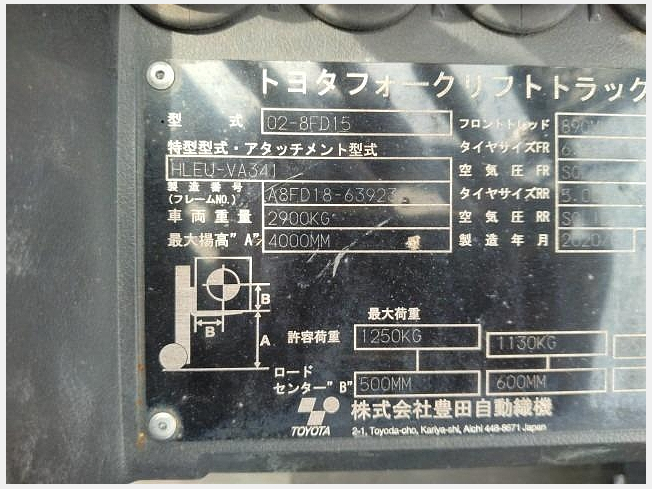 トヨタフォークリフトトラック
型式 02-8FD15 フロントトレッド 890M
特型型式・アタッチメント型式 タイヤサイズFR
HLEU-VA341 空気圧FR
製造番号 (フレームNO.) A8FD18-63923 タイヤサイズRR 5.0
車両重量 2900KG 空気圧RR
最大揚高"A" 4000MM 製造年月 2020/
B
B
A
最大荷重
許容荷重 1250KG 1130KG
ロード
センター"B" 500MM 600MM
TOYOTA 株式会社豊田自動織機
2-1, Toyoda-cho, Kariya-shi, Aichi 448-8671 Japan